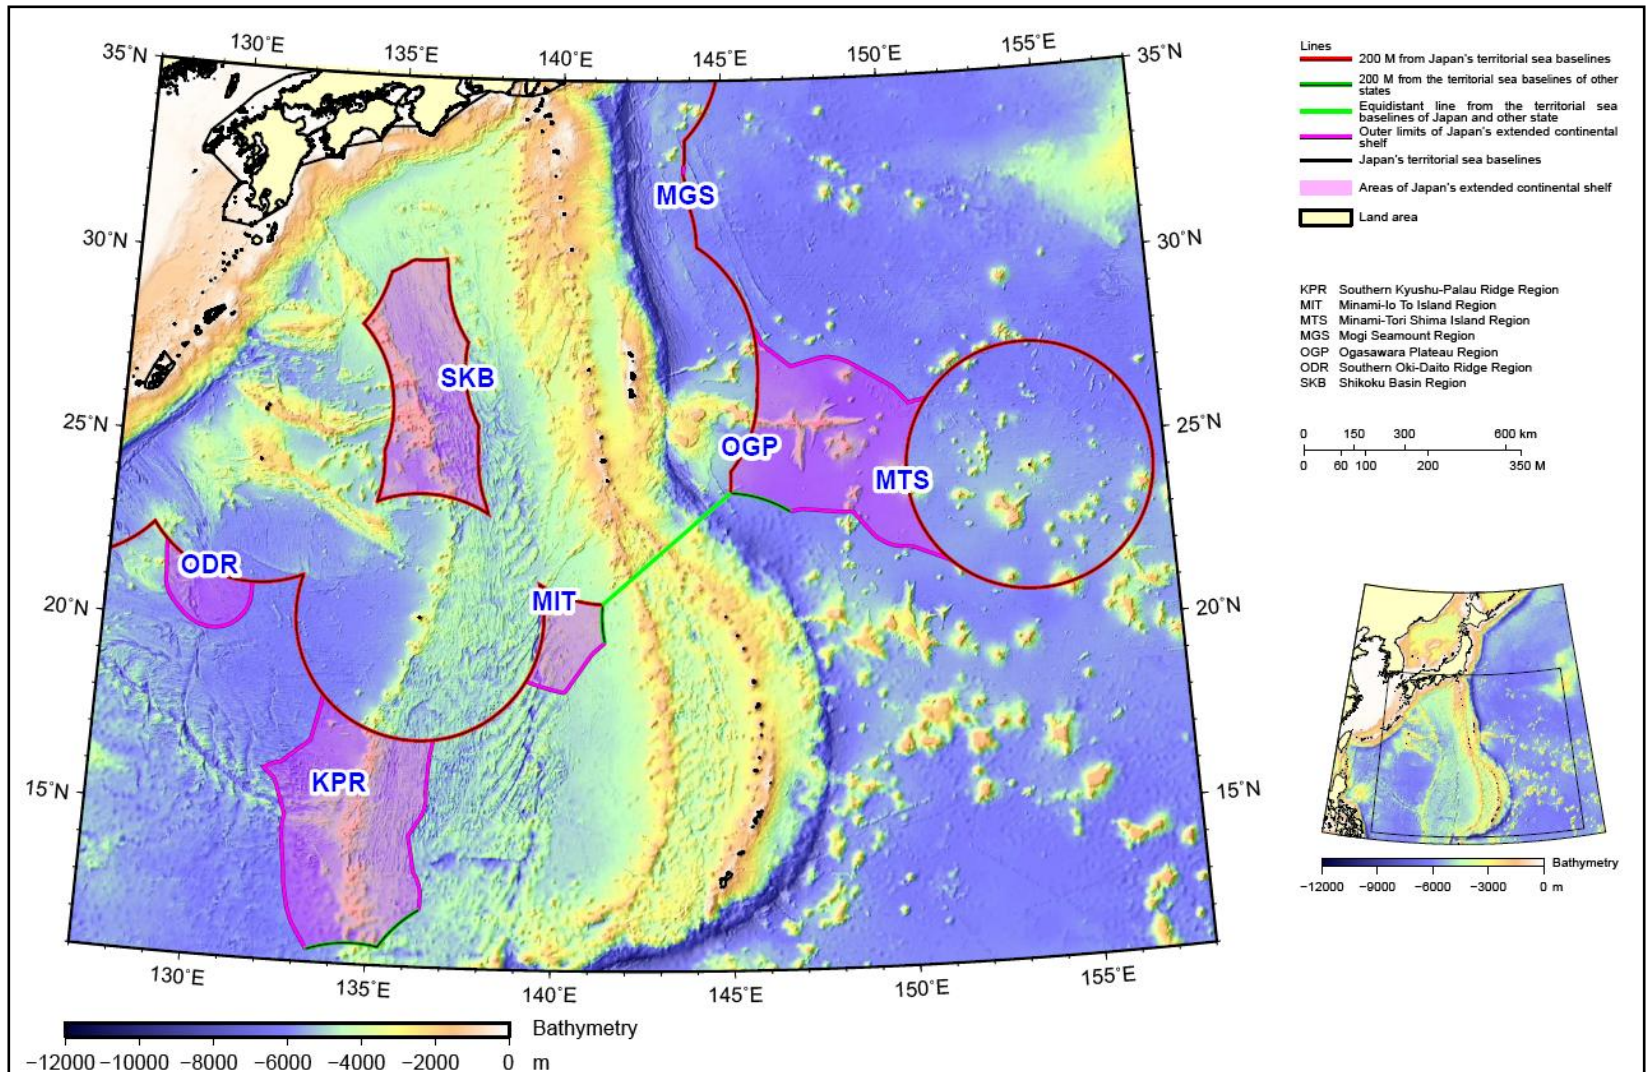 130°E 135°E 140°E 145°E 150°E 155°E
35°N 35°N
30°N 30°N
25°N 25°N
20°N 20°N
15°N 15°N
130°E 135°E 140°E 145°E 150°E 155°E
MGS
SKB
OGP
MTS
ODR
MIT
KPR
Bathymetry
−12000 −10000 −8000 −6000 −4000 −2000 0 m
Lines
200 M from Japan's territorial sea baselines
200 M from the territorial sea baselines of other
states
Equidistant line from the territorial sea
baselines of Japan and other state
Outer limits of Japan's extended continental
shelf
Japan's territorial sea baselines
Areas of Japan's extended continental shelf
Land area
KPR Southern Kyushu-Palau Ridge Region
MIT Minami-Io To Island Region
MTS Minami-Tori Shima Island Region
MGS Mogi Seamount Region
OGP Ogasawara Plateau Region
ODR Southern Oki-Daito Ridge Region
SKB Shikoku Basin Region
0 150 300 600 km
0 60 100 200 350 M
Bathymetry
−12000 −9000 −6000 −3000 0 m